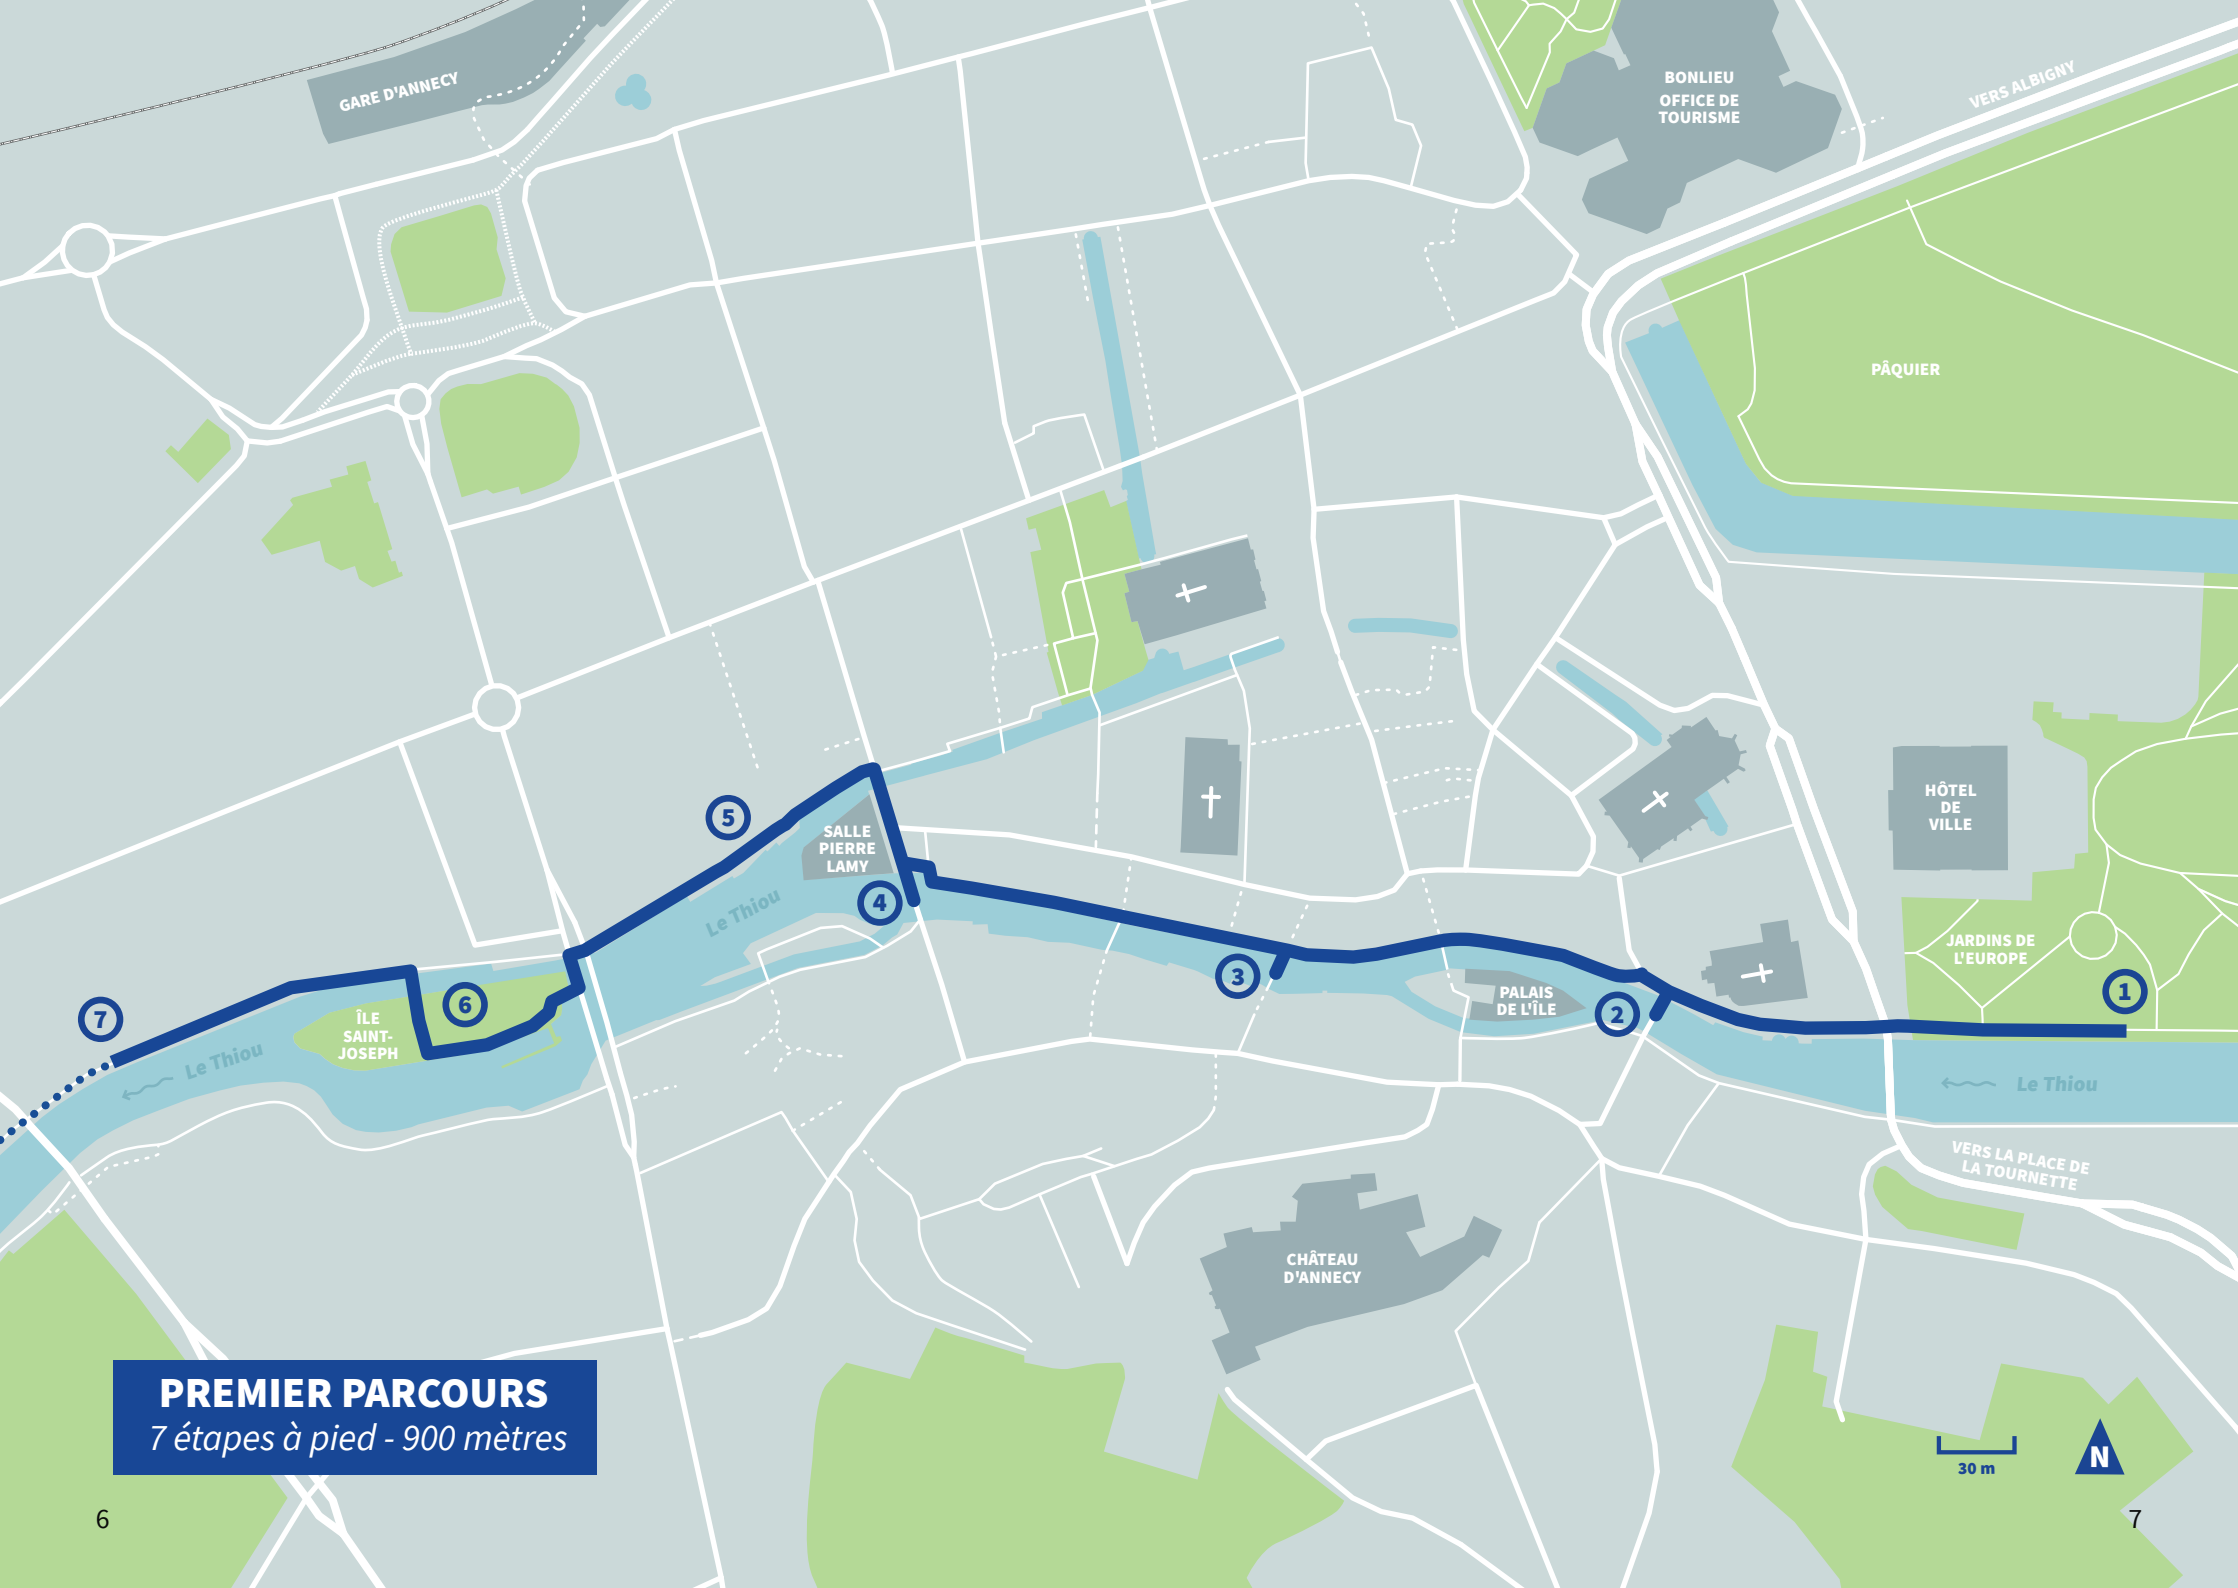 GARE D'ANNECY
BONLIEU
OFFICE DE
TOURISME
VERS ALBIGNY
PÂQUIER
HÔTEL
DE
VILLE
JARDINS DE
L'EUROPE
1
SALLE
PIERRE
LAMY
5
4
Le Thiou
3
PALAIS
DE L'ÎLE
2
7
6
ÎLE
SAINT-
JOSEPH
Le Thiou
Le Thiou
VERS LA PLACE DE
LA TOURNETTE
CHÂTEAU
D'ANNECY
PREMIER PARCOURS
7 étapes à pied - 900 mètres
30 m
N
6
7